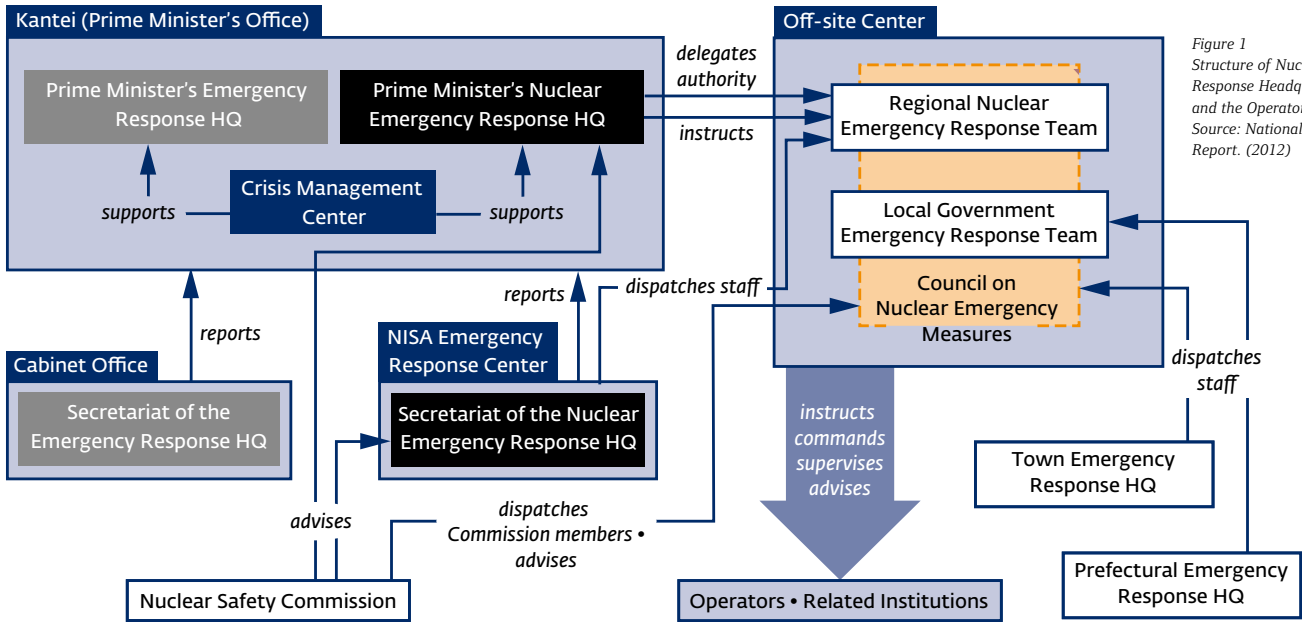 Kantei (Prime Minister's Office)
Prime Minister's Emergency
Response HQ
Prime Minister's Nuclear
Emergency Response HQ
Crisis Management
Center
supports
supports
delegates
authority
instructs
Off-site Center
Regional Nuclear
Emergency Response Team
Local Government
Emergency Response Team
Council on
Nuclear Emergency
Measures
Figure 1
Structure of
Response
and the
Source: National
Report. (2012)
reports
reports
dispatches staff
Cabinet Office
Secretariat of the
Emergency Response HQ
NISA Emergency
Response Center
Secretariat of the Nuclear
Emergency Response HQ
advises
dispatches
Commission members •
advises
Nuclear Safety Commission
instructs
commands
supervises
advises
Operators • Related Institutions
dispatches
staff
Town Emergency
Response HQ
Prefectural Emergency
Response HQ